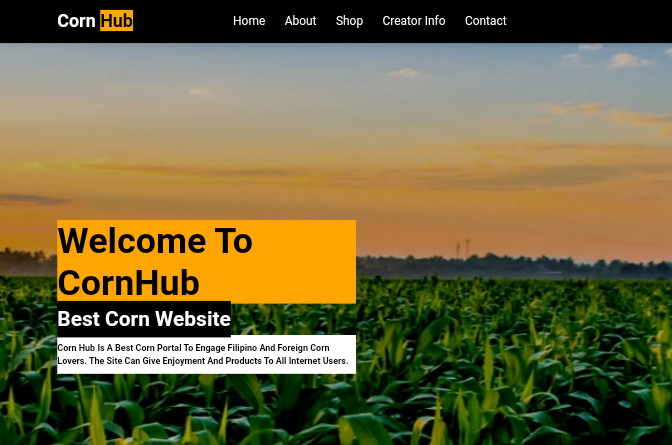 Corn Hub Home About Shop Creator Info Contact
Welcome To
CornHub
Best Corn Website
Corn Hub Is A Best Corn Portal To Engage Filipino And Foreign Corn
Lovers. The Site Can Give Enjoyment And Products To All Internet Users.